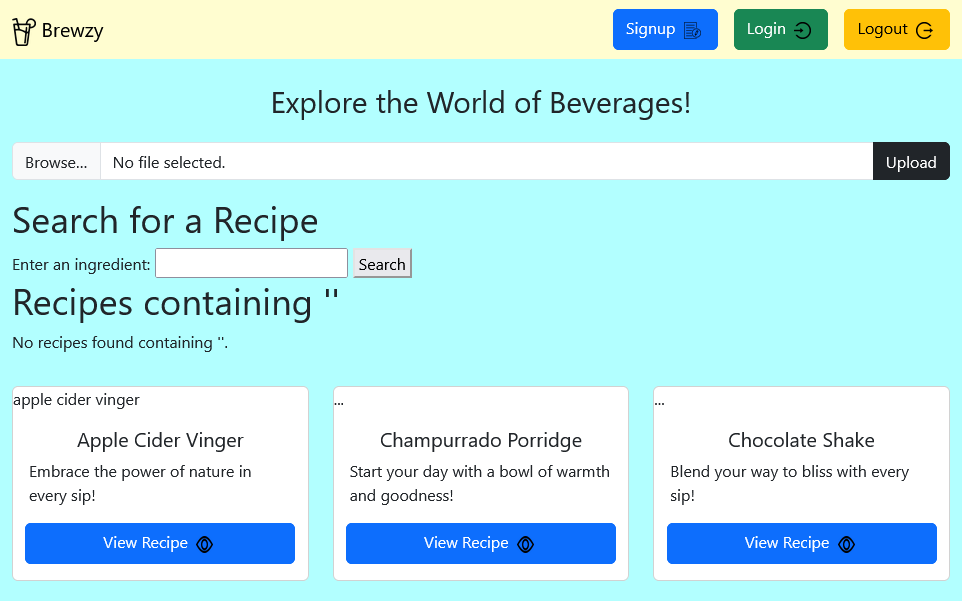 Brewzy
Signup
Login
Logout
Explore the World of Beverages!
Browse... No file selected. Upload
Search for a Recipe
Enter an ingredient: Search
Recipes containing ''
No recipes found containing ''.
apple cider vinger
Apple Cider Vinger
Embrace the power of nature in
every sip!
View Recipe
...
Champurrado Porridge
Start your day with a bowl of warmth
and goodness!
View Recipe
...
Chocolate Shake
Blend your way to bliss with every
sip!
View Recipe